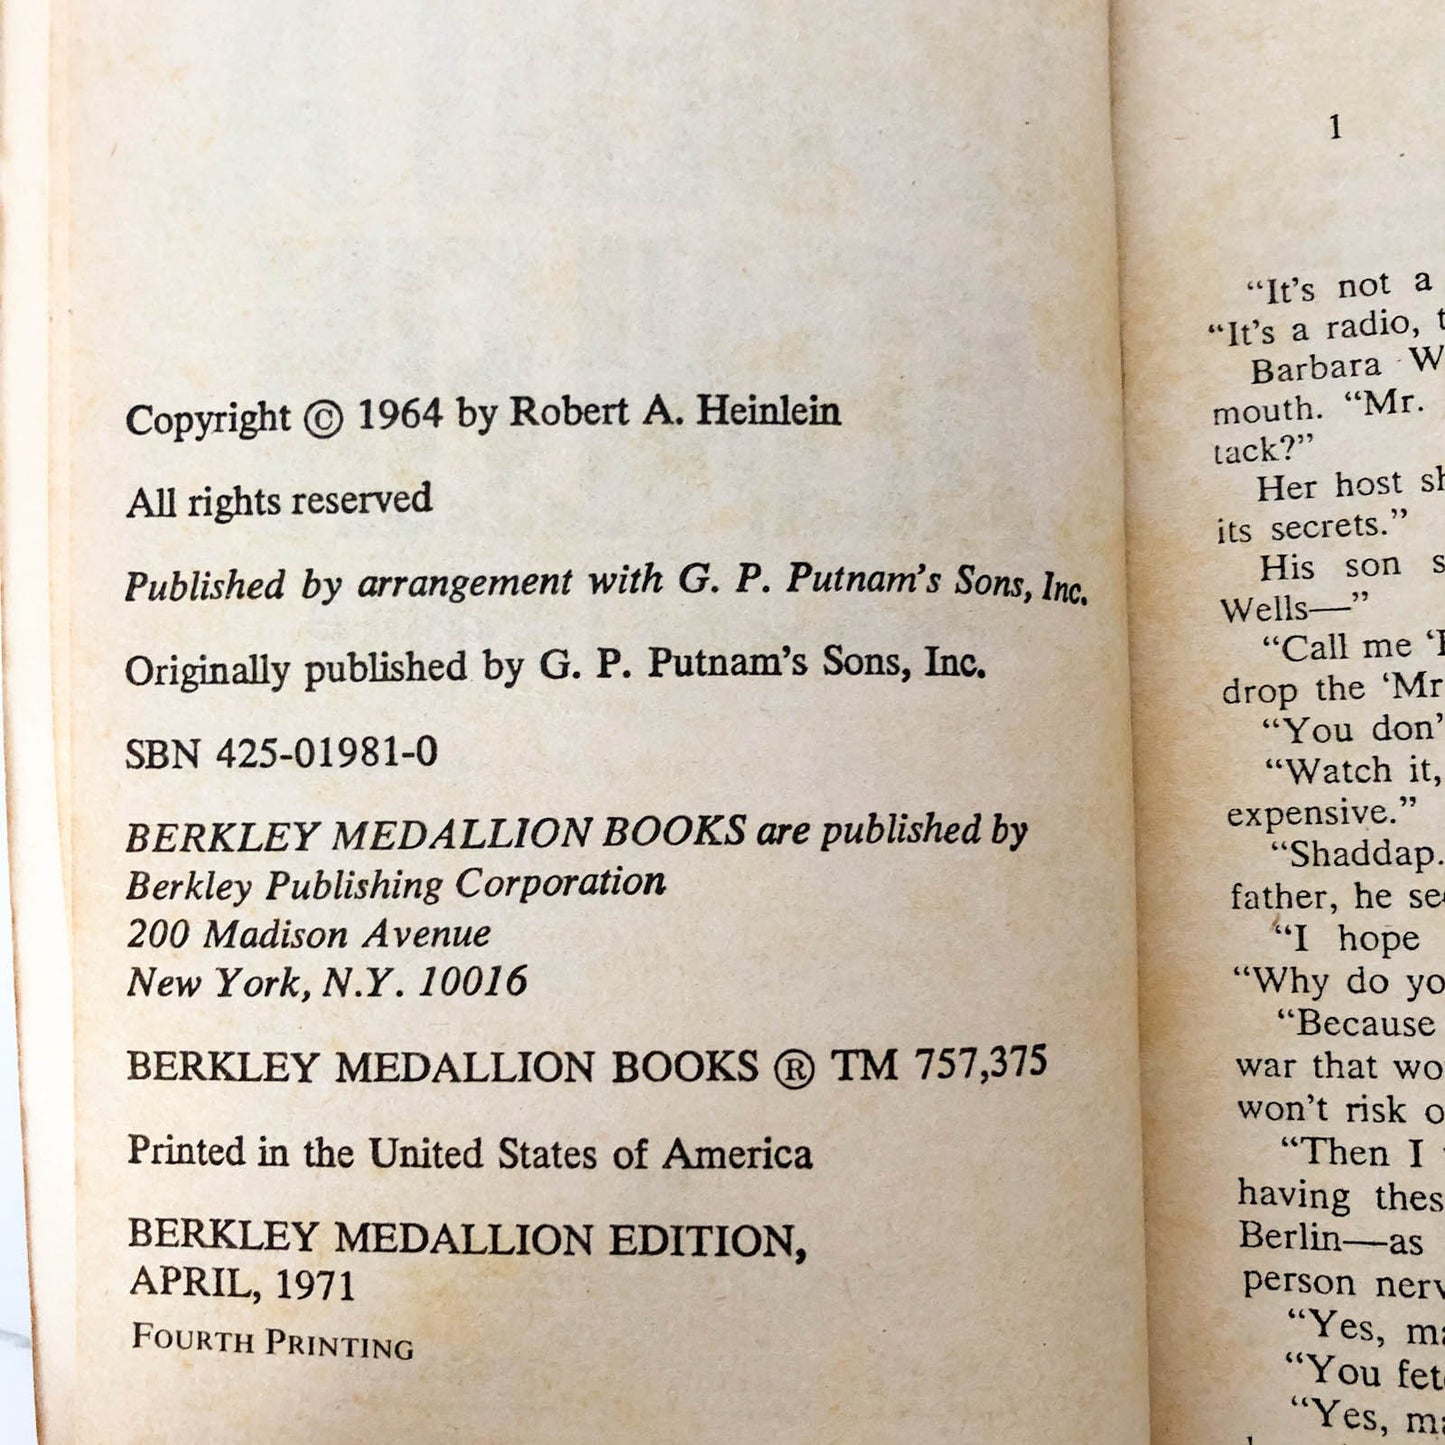 Copyright © 1964 by Robert A. Heinlein
All rights reserved
Published by arrangement with G. P. Putnam's Sons, Inc.
Originally published by G. P. Putnam's Sons, Inc.
SBN 425-01981-0
BERKLEY MEDALLION BOOKS are published by
Berkley Publishing Corporation
200 Madison Avenue
New York, N.Y. 10016
BERKLEY MEDALLION BOOKS ® TM 757,375
Printed in the United States of America
BERKLEY MEDALLION EDITION,
APRIL, 1971
FOURTH PRINTING
1
“It's not a
“It's a radio,
Barbara
mouth. “Mr.
tack?”
Her host
its secrets.”
His son
Wells—”
“Call me
drop the ‘Mr
“You don'
“Watch it,
expensive.”
“Shaddap.
father, he
“I hope
“Why do
“Because
war that
won't risk
“Then I
having
Berlin—as
person
“Yes,
“You
“Yes,